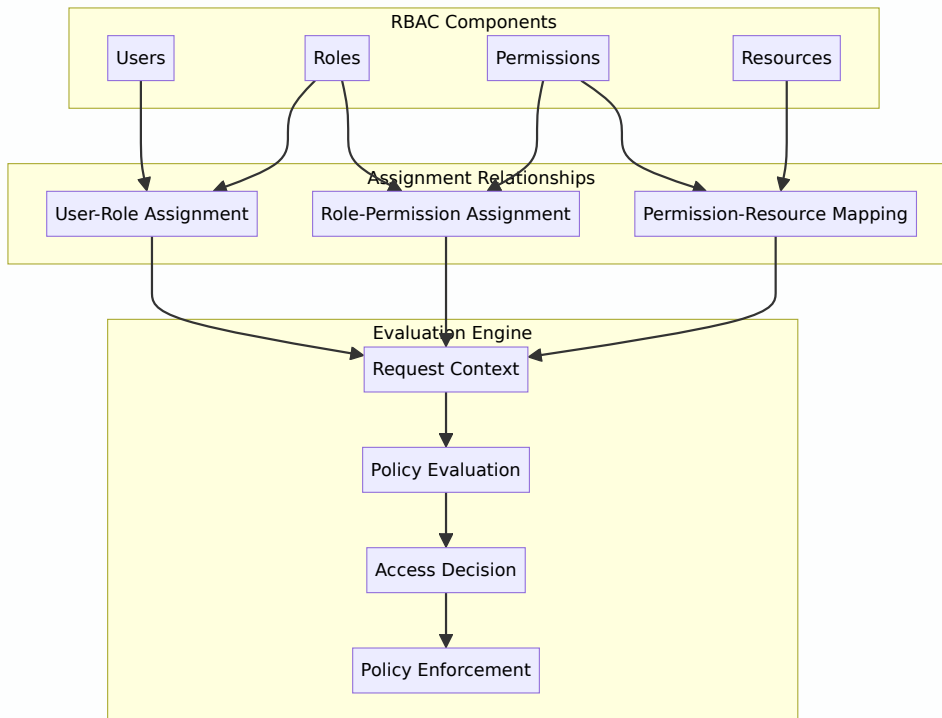 RBAC Components
Users
Roles
Permissions
Resources
Assignment Relationships
User-Role Assignment
Role-Permission Assignment
Permission-Resource Mapping
Evaluation Engine
Request Context
Policy Evaluation
Access Decision
Policy Enforcement